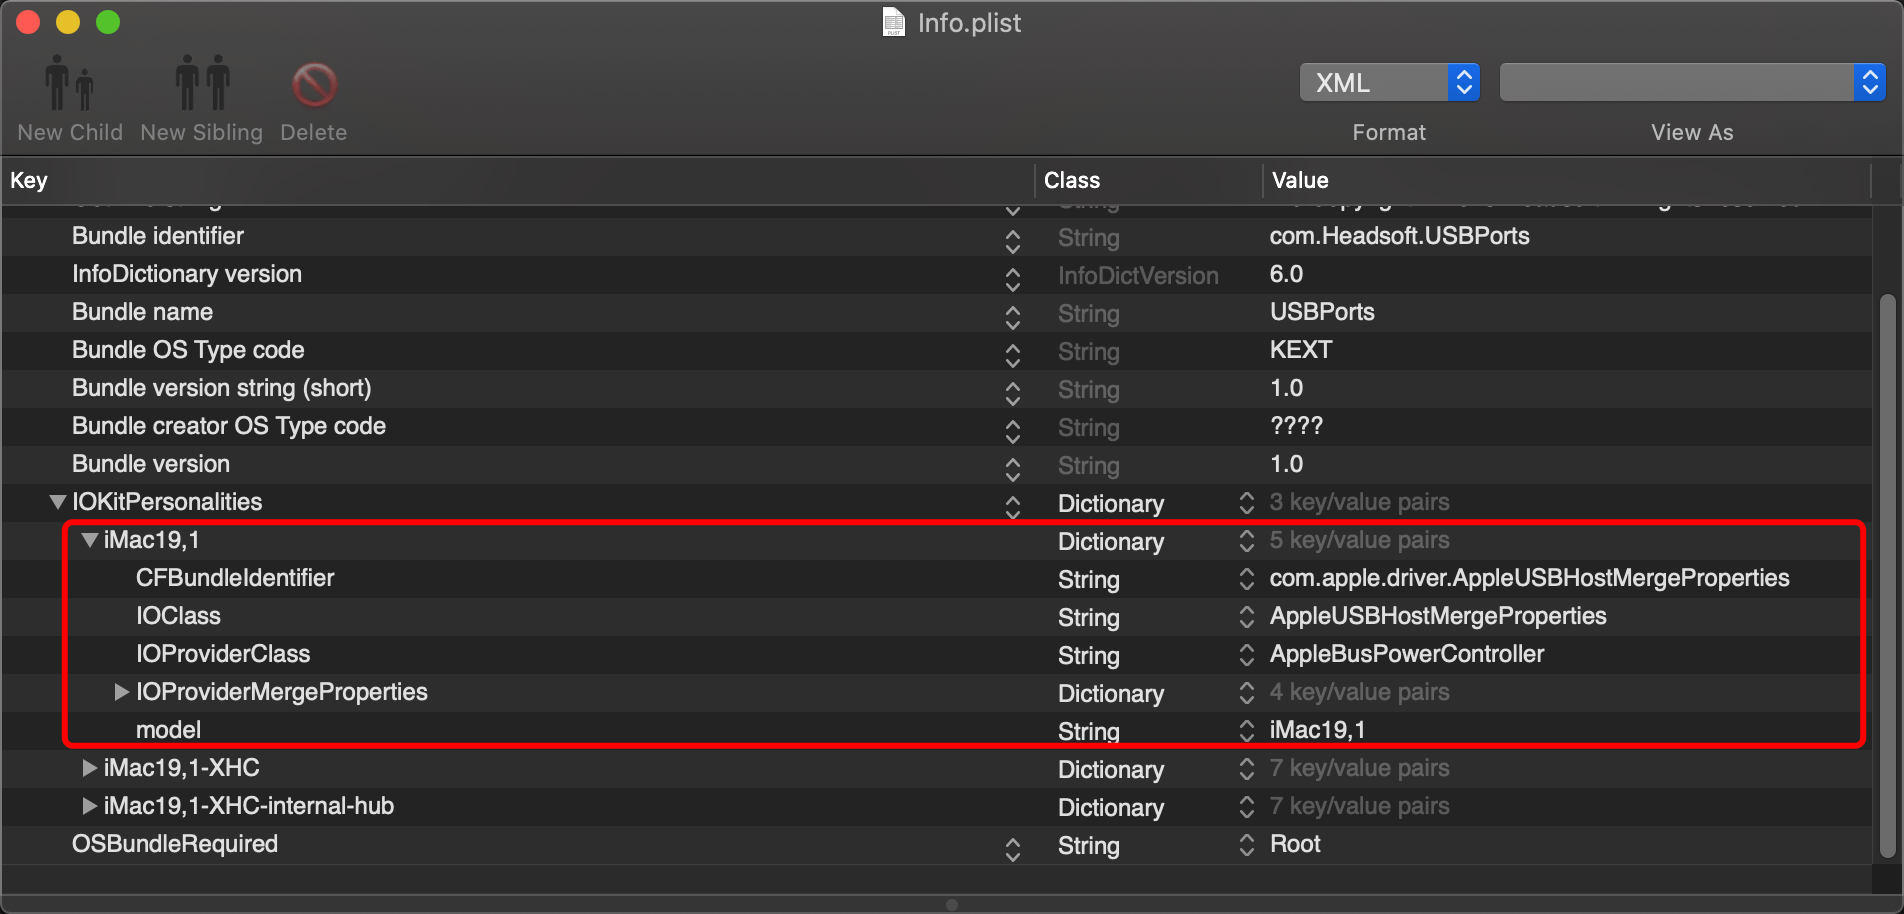 Info.plist
New Child New Sibling Delete
XML
Format View As
Key Class Value
Bundle identifier String com.Headsoft.USBPorts
InfoDictionary version InfoDictVersion 6.0
Bundle name String USBPorts
Bundle OS Type code String KEXT
Bundle version string (short) String 1.0
Bundle creator OS Type code String ????
Bundle version String 1.0
IOKitPersonalities Dictionary 3 key/value pairs
iMac19,1 Dictionary 5 key/value pairs
CFBundleIdentifier String com.apple.driver.AppleUSBHostMergeProperties
IOClass String AppleUSBHostMergeProperties
IOProviderClass String AppleBusPowerController
IOProviderMergeProperties Dictionary 4 key/value pairs
model String iMac19,1
iMac19,1-XHC Dictionary 7 key/value pairs
iMac19,1-XHC-internal-hub Dictionary 7 key/value pairs
OSBundleRequired String Root